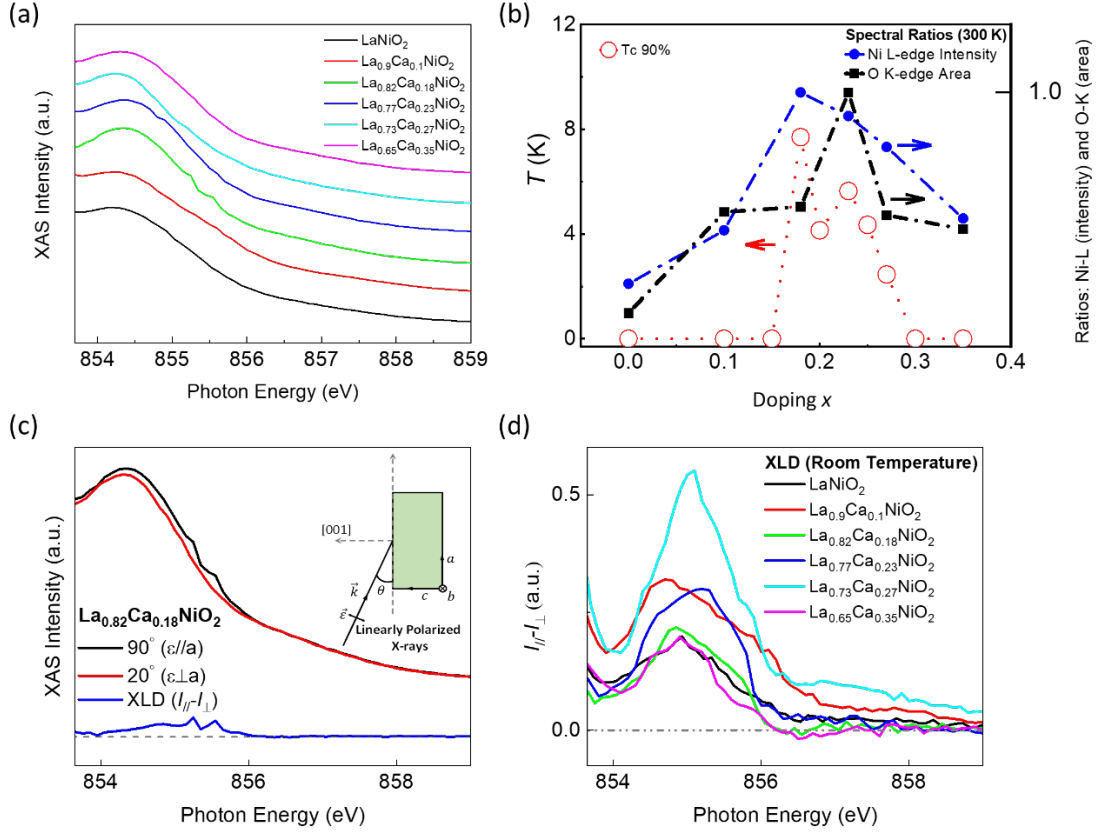 (a)
XAS Intensity (a.u.)
LaNiO₂
La₀.₉Ca₀.₁NiO₂
La₀.₈₂Ca₀.₁₈NiO₂
La₀.₇₇Ca₀.₂₃NiO₂
La₀.₇₃Ca₀.₂₇NiO₂
La₀.₆₅Ca₀.₃₅NiO₂
854 855 856 857 858 859
Photon Energy (eV)
(b)
T (K)
12
8
4
0
Tc 90%
Spectral Ratios (300 K)
Ni L-edge Intensity
O K-edge Area
1.0
Ratios: Ni-L (intensity) and O-K (area)
0.0 0.1 0.2 0.3 0.4
Doping x
(c)
XAS Intensity (a.u.)
[001]
a
k⃗
θ
c
b
ε⃗
Linearly Polarized
X-rays
La₀.₈₂Ca₀.₁₈NiO₂
90° (ε//a)
20° (ε⊥a)
XLD (I//-I⊥)
854 856 858
Photon Energy (eV)
(d)
I//-I⊥ (a.u.)
0.5
0.0
XLD (Room Temperature)
LaNiO₂
La₀.₉Ca₀.₁NiO₂
La₀.₈₂Ca₀.₁₈NiO₂
La₀.₇₇Ca₀.₂₃NiO₂
La₀.₇₃Ca₀.₂₇NiO₂
La₀.₆₅Ca₀.₃₅NiO₂
854 856 858
Photon Energy (eV)